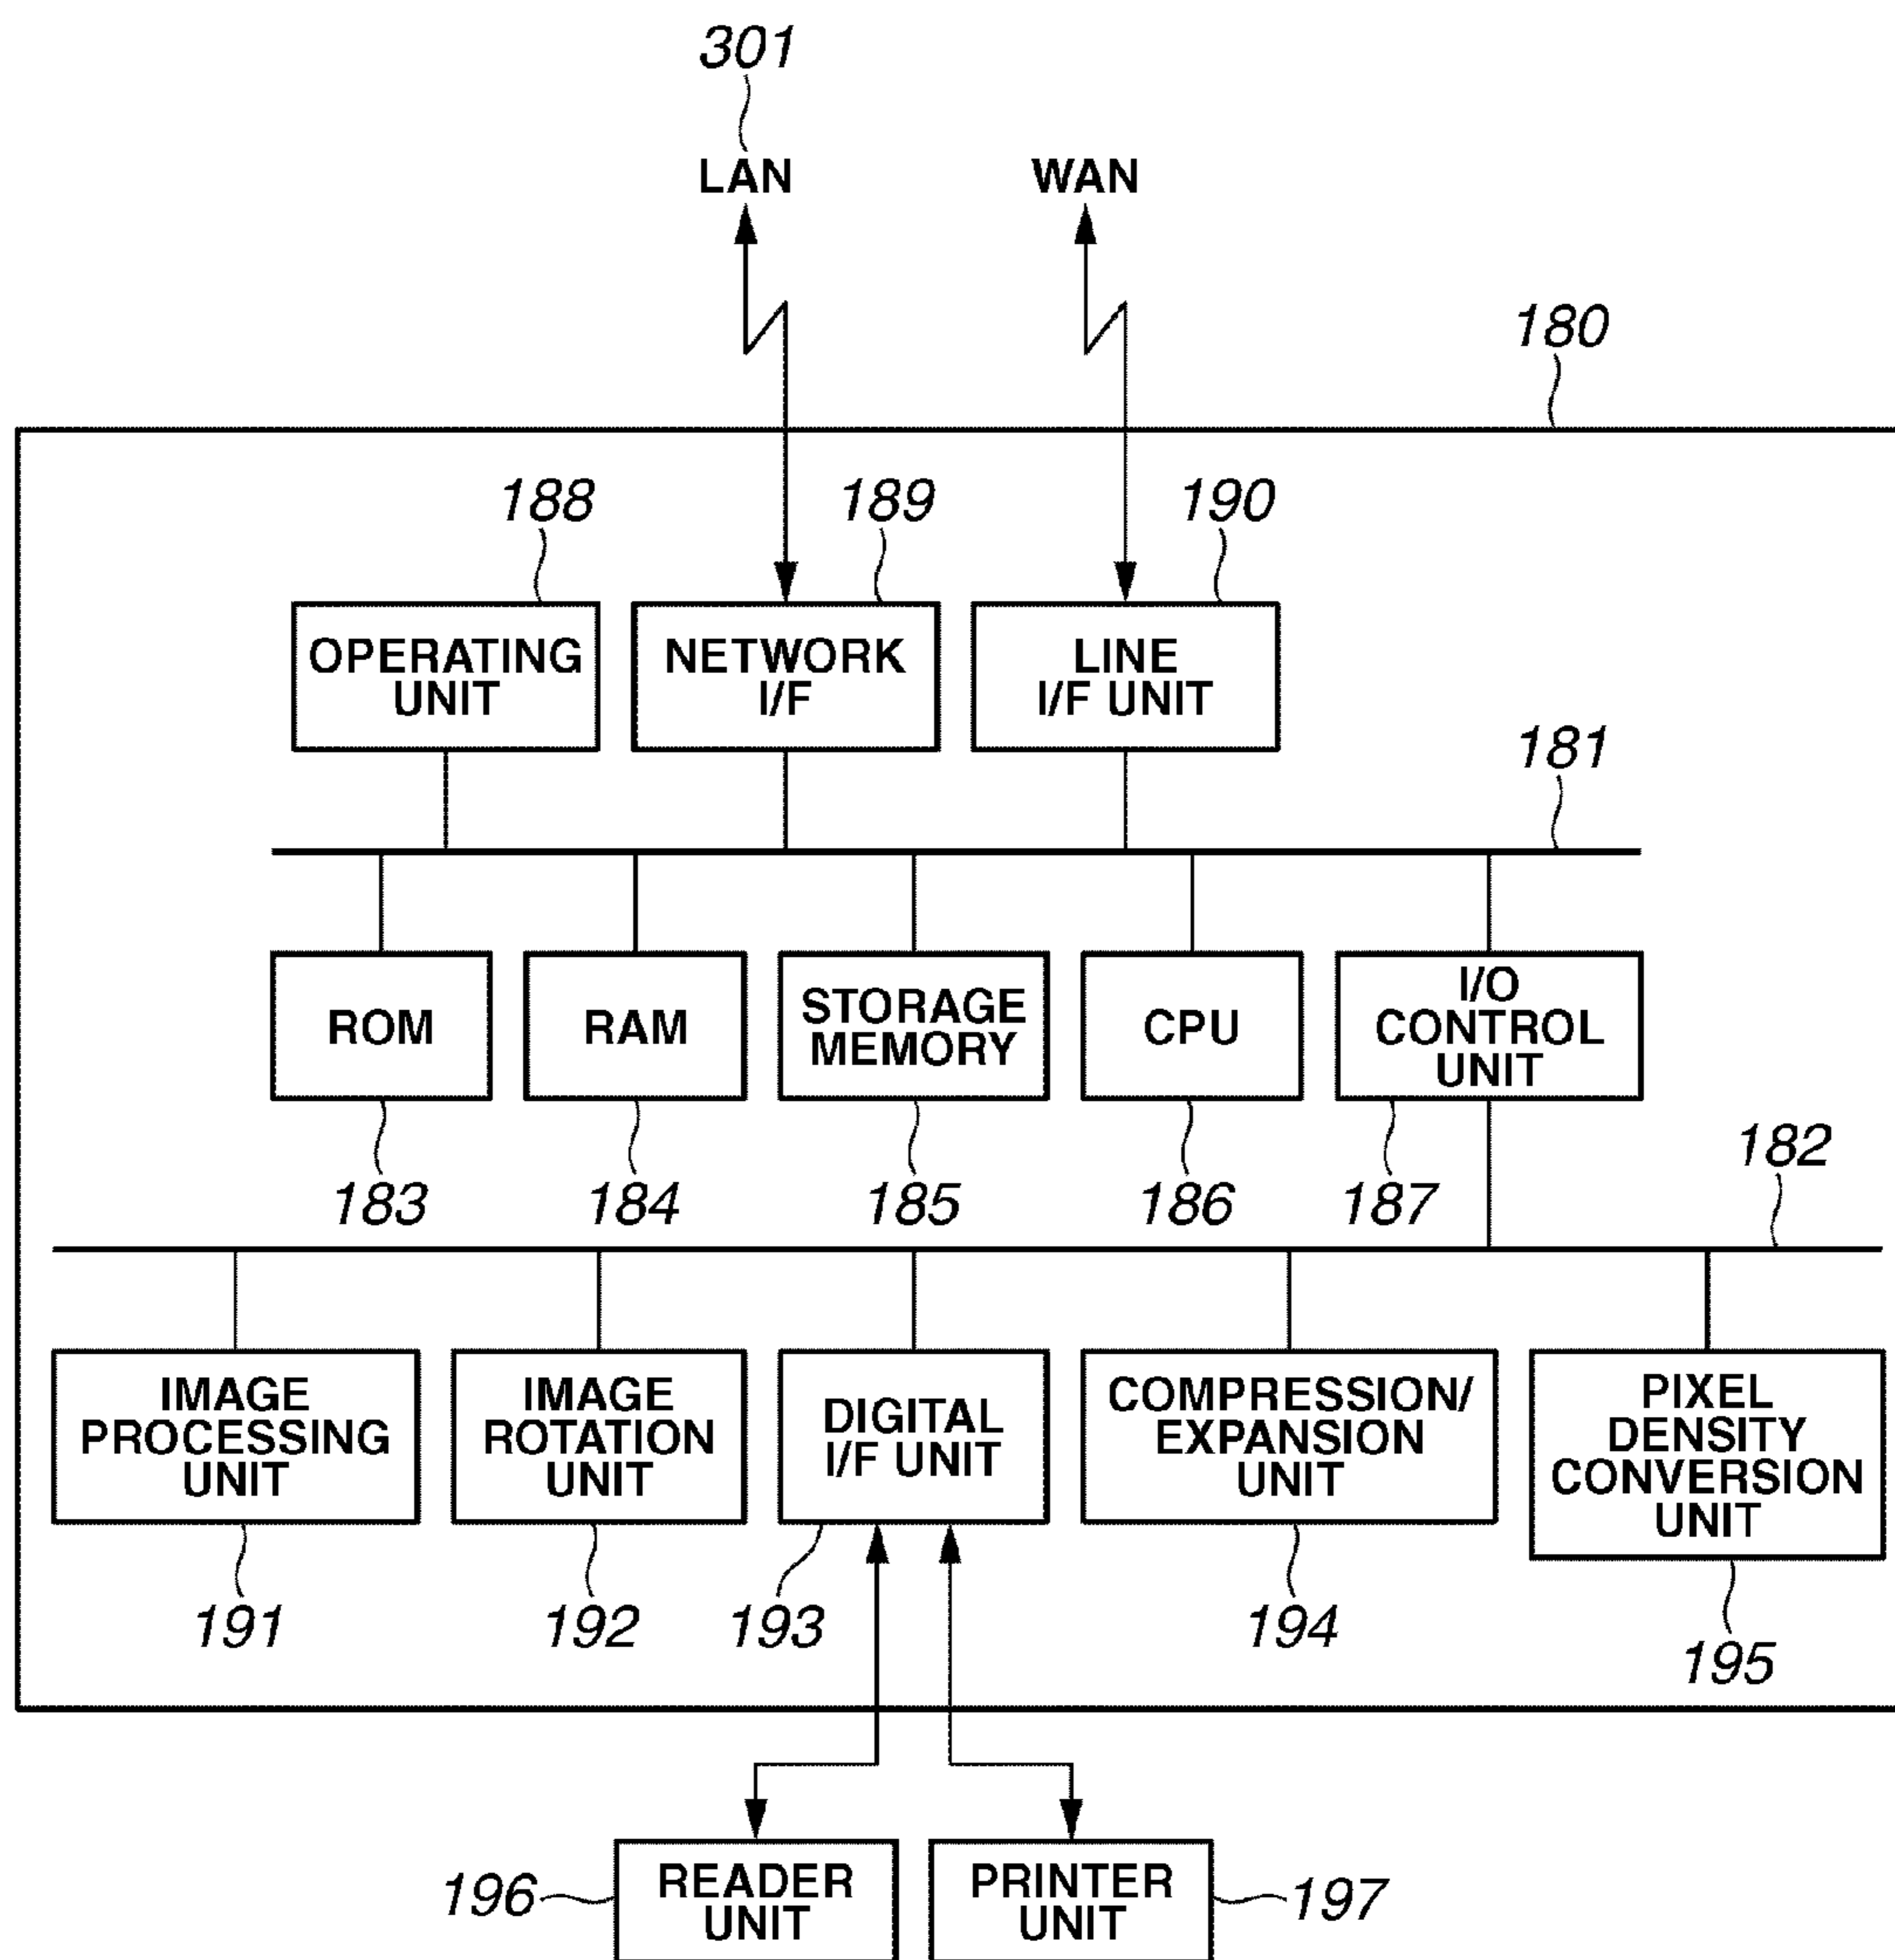 301
LAN
WAN
180
188
189
190
OPERATING
UNIT
NETWORK
I/F
LINE
I/F UNIT
181
ROM
RAM
STORAGE
MEMORY
CPU
I/O
CONTROL
UNIT
183
184
185
186
187
182
IMAGE
PROCESSING
UNIT
IMAGE
ROTATION
UNIT
DIGITAL
I/F UNIT
COMPRESSION/
EXPANSION
UNIT
PIXEL
DENSITY
CONVERSION
UNIT
191
192
193
194
195
196
READER
UNIT
PRINTER
UNIT
197